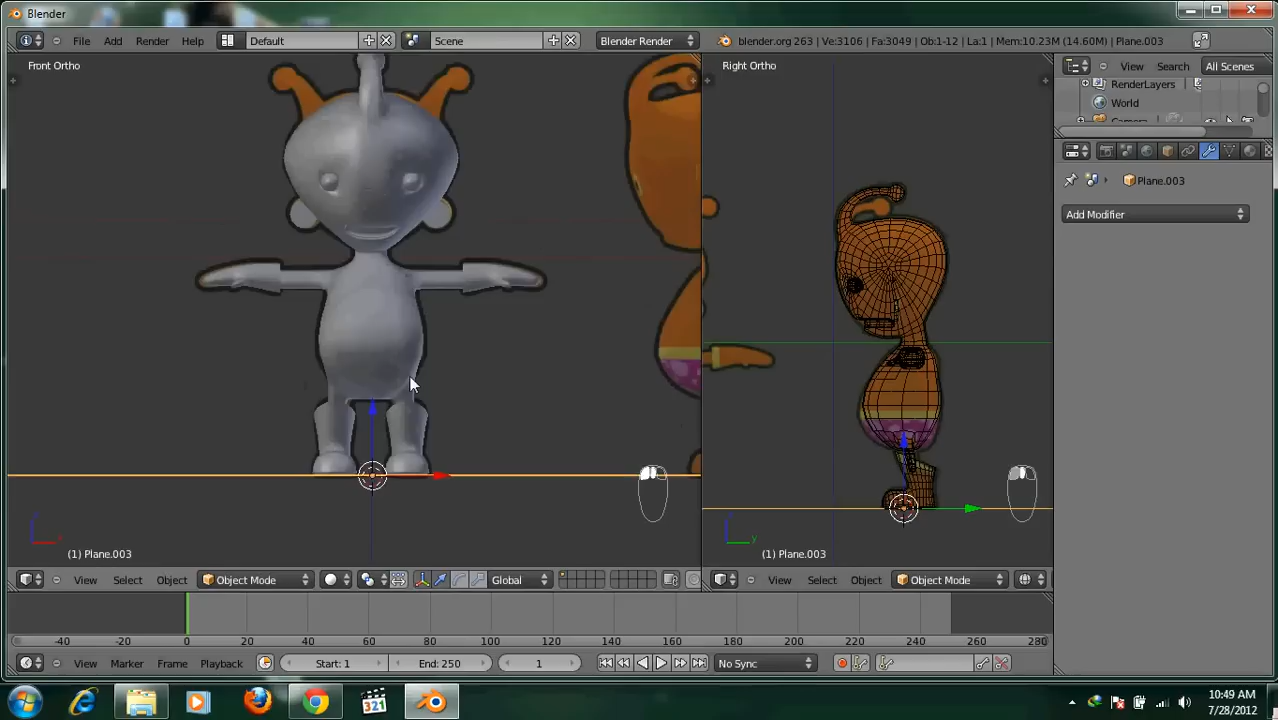 Blender
File Add Render Help Default Scene Blender Render blender.org 263 | Ve:3106 | Fa:3049 | Ob:1-12 | La:1 | Mem:10.23M (14.60M) | Plane.003
Front Ortho
Right Ortho
View Search All Scenes
RenderLayers
World
Plane.003
Add Modifier
(1) Plane.003
(1) Plane.003
View Select Object Object Mode Global
View Select Object Object Mode
-40 -20 0 20 40 60 80 100 120 140 160 180 200 220 240 260 280
View Marker Frame Playback Start: 1 End: 250 1 No Sync
321
10:49 AM
7/28/2012